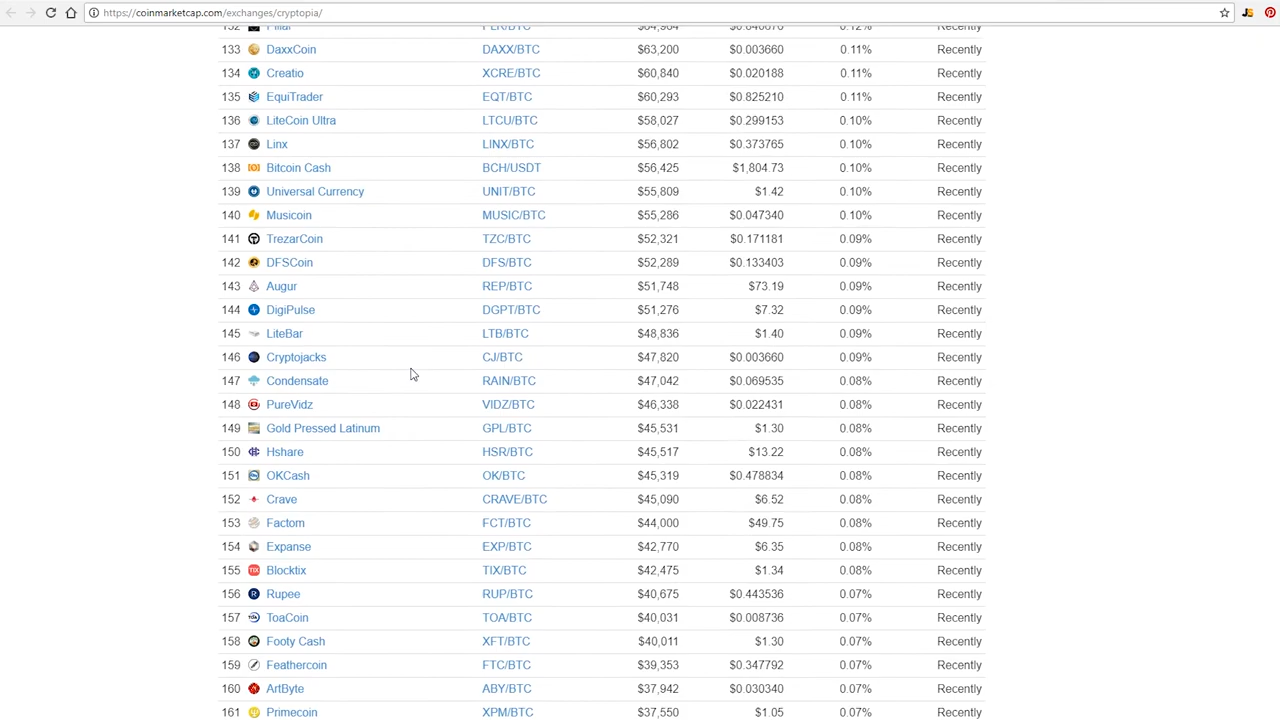 https://coinmarketcap.com/exchanges/cryptopia/
132 Pillar PLR/BTC $64,984 $0.12% Recently
133 DaxxCoin DAXX/BTC $63,200 $0.003660 0.11% Recently
134 Creatio XCRE/BTC $60,840 $0.020188 0.11% Recently
135 EquiTrader EQT/BTC $60,293 $0.825210 0.11% Recently
136 LiteCoin Ultra LTCU/BTC $58,027 $0.299153 0.10% Recently
137 Linx LINX/BTC $56,802 $0.373765 0.10% Recently
138 Bitcoin Cash BCH/USDT $56,425 $1,804.73 0.10% Recently
139 Universal Currency UNIT/BTC $55,809 $1.42 0.10% Recently
140 Musicoin MUSIC/BTC $55,286 $0.047340 0.10% Recently
141 TrezarCoin TZC/BTC $52,321 $0.171181 0.09% Recently
142 DFSCoin DFS/BTC $52,289 $0.133403 0.09% Recently
143 Augur REP/BTC $51,748 $73.19 0.09% Recently
144 DigiPulse DGPT/BTC $51,276 $7.32 0.09% Recently
145 LiteBar LTB/BTC $48,836 $1.40 0.09% Recently
146 Cryptojacks CJ/BTC $47,820 $0.003660 0.09% Recently
147 Condensate RAIN/BTC $47,042 $0.069535 0.08% Recently
148 PureVidz VIDZ/BTC $46,338 $0.022431 0.08% Recently
149 Gold Pressed Latinum GPL/BTC $45,531 $1.30 0.08% Recently
150 Hshare HSR/BTC $45,517 $13.22 0.08% Recently
151 OKCash OK/BTC $45,319 $0.478834 0.08% Recently
152 Crave CRAVE/BTC $45,090 $6.52 0.08% Recently
153 Factom FCT/BTC $44,000 $49.75 0.08% Recently
154 Expanse EXP/BTC $42,770 $6.35 0.08% Recently
155 Blocktix TIX/BTC $42,475 $1.34 0.08% Recently
156 Rupee RUP/BTC $40,675 $0.443536 0.07% Recently
157 ToaCoin TOA/BTC $40,031 $0.008736 0.07% Recently
158 Footy Cash XFT/BTC $40,011 $1.30 0.07% Recently
159 Feathercoin FTC/BTC $39,353 $0.347792 0.07% Recently
160 ArtByte ABY/BTC $37,942 $0.030340 0.07% Recently
161 Primecoin XPM/BTC $37,550 $1.05 0.07% Recently